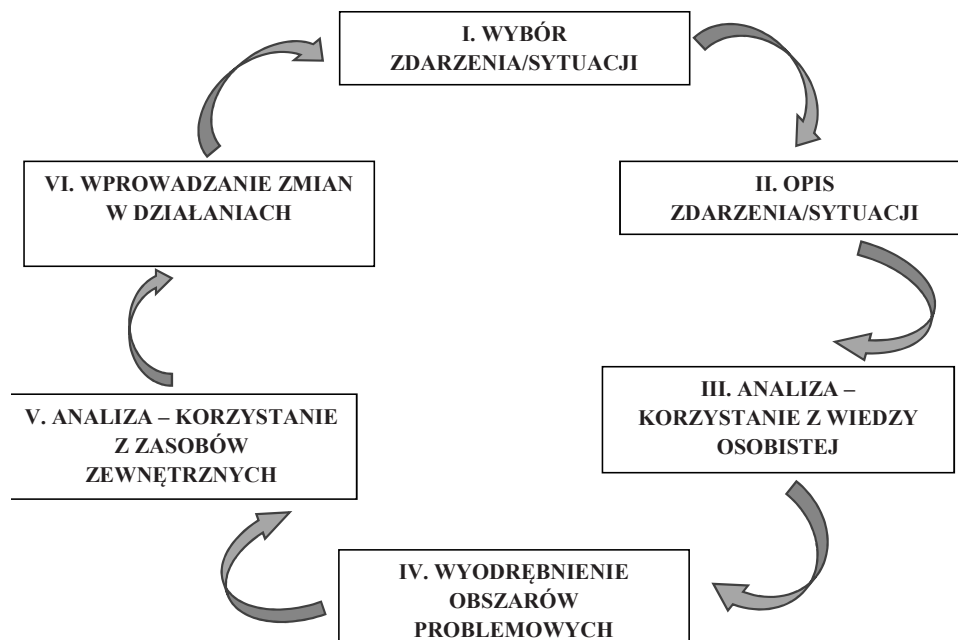 I. WYBÓR
ZDARZENIA/SYTUACJI
II. OPIS
ZDARZENIA/SYTUACJI
III. ANALIZA –
KORZYSTANIE Z WIEDZY
OSOBISTEJ
IV. WYODRĘBNIENIE
OBSZARÓW
PROBLEMOWYCH
V. ANALIZA – KORZYSTANIE
Z ZASOBÓW
ZEWNĘTRZNYCH
VI. WPROWADZANIE ZMIAN
W DZIAŁANIACH